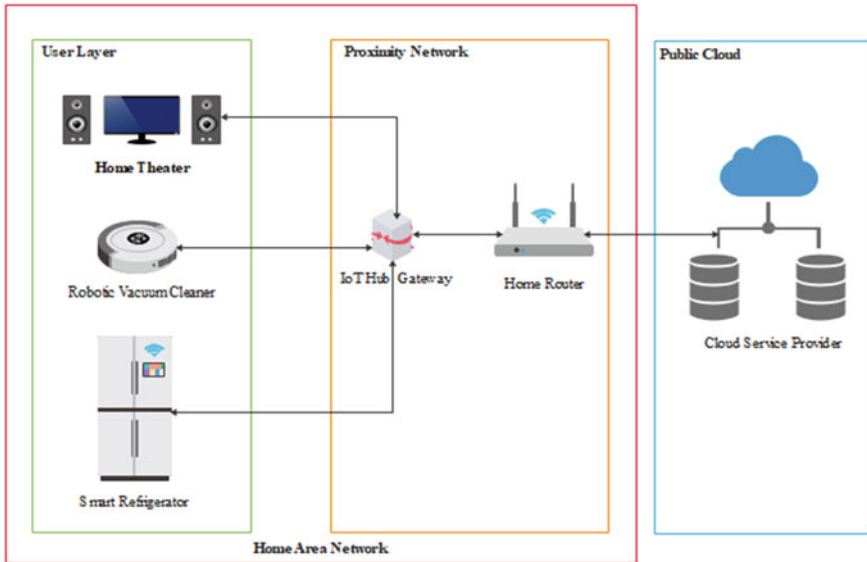 User Layer
Proximity Network
Public Cloud
Home Theater
Robotic Vacuum Cleaner
IoT Hub Gateway
Home Router
Cloud Service Provider
Smart Refrigerator
Home Area Network